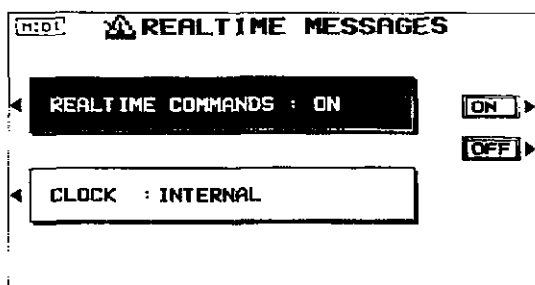 MIDI REALTIME MESSAGES
REALTIME COMMANDS : ON
ON
OFF
CLOCK : INTERNAL